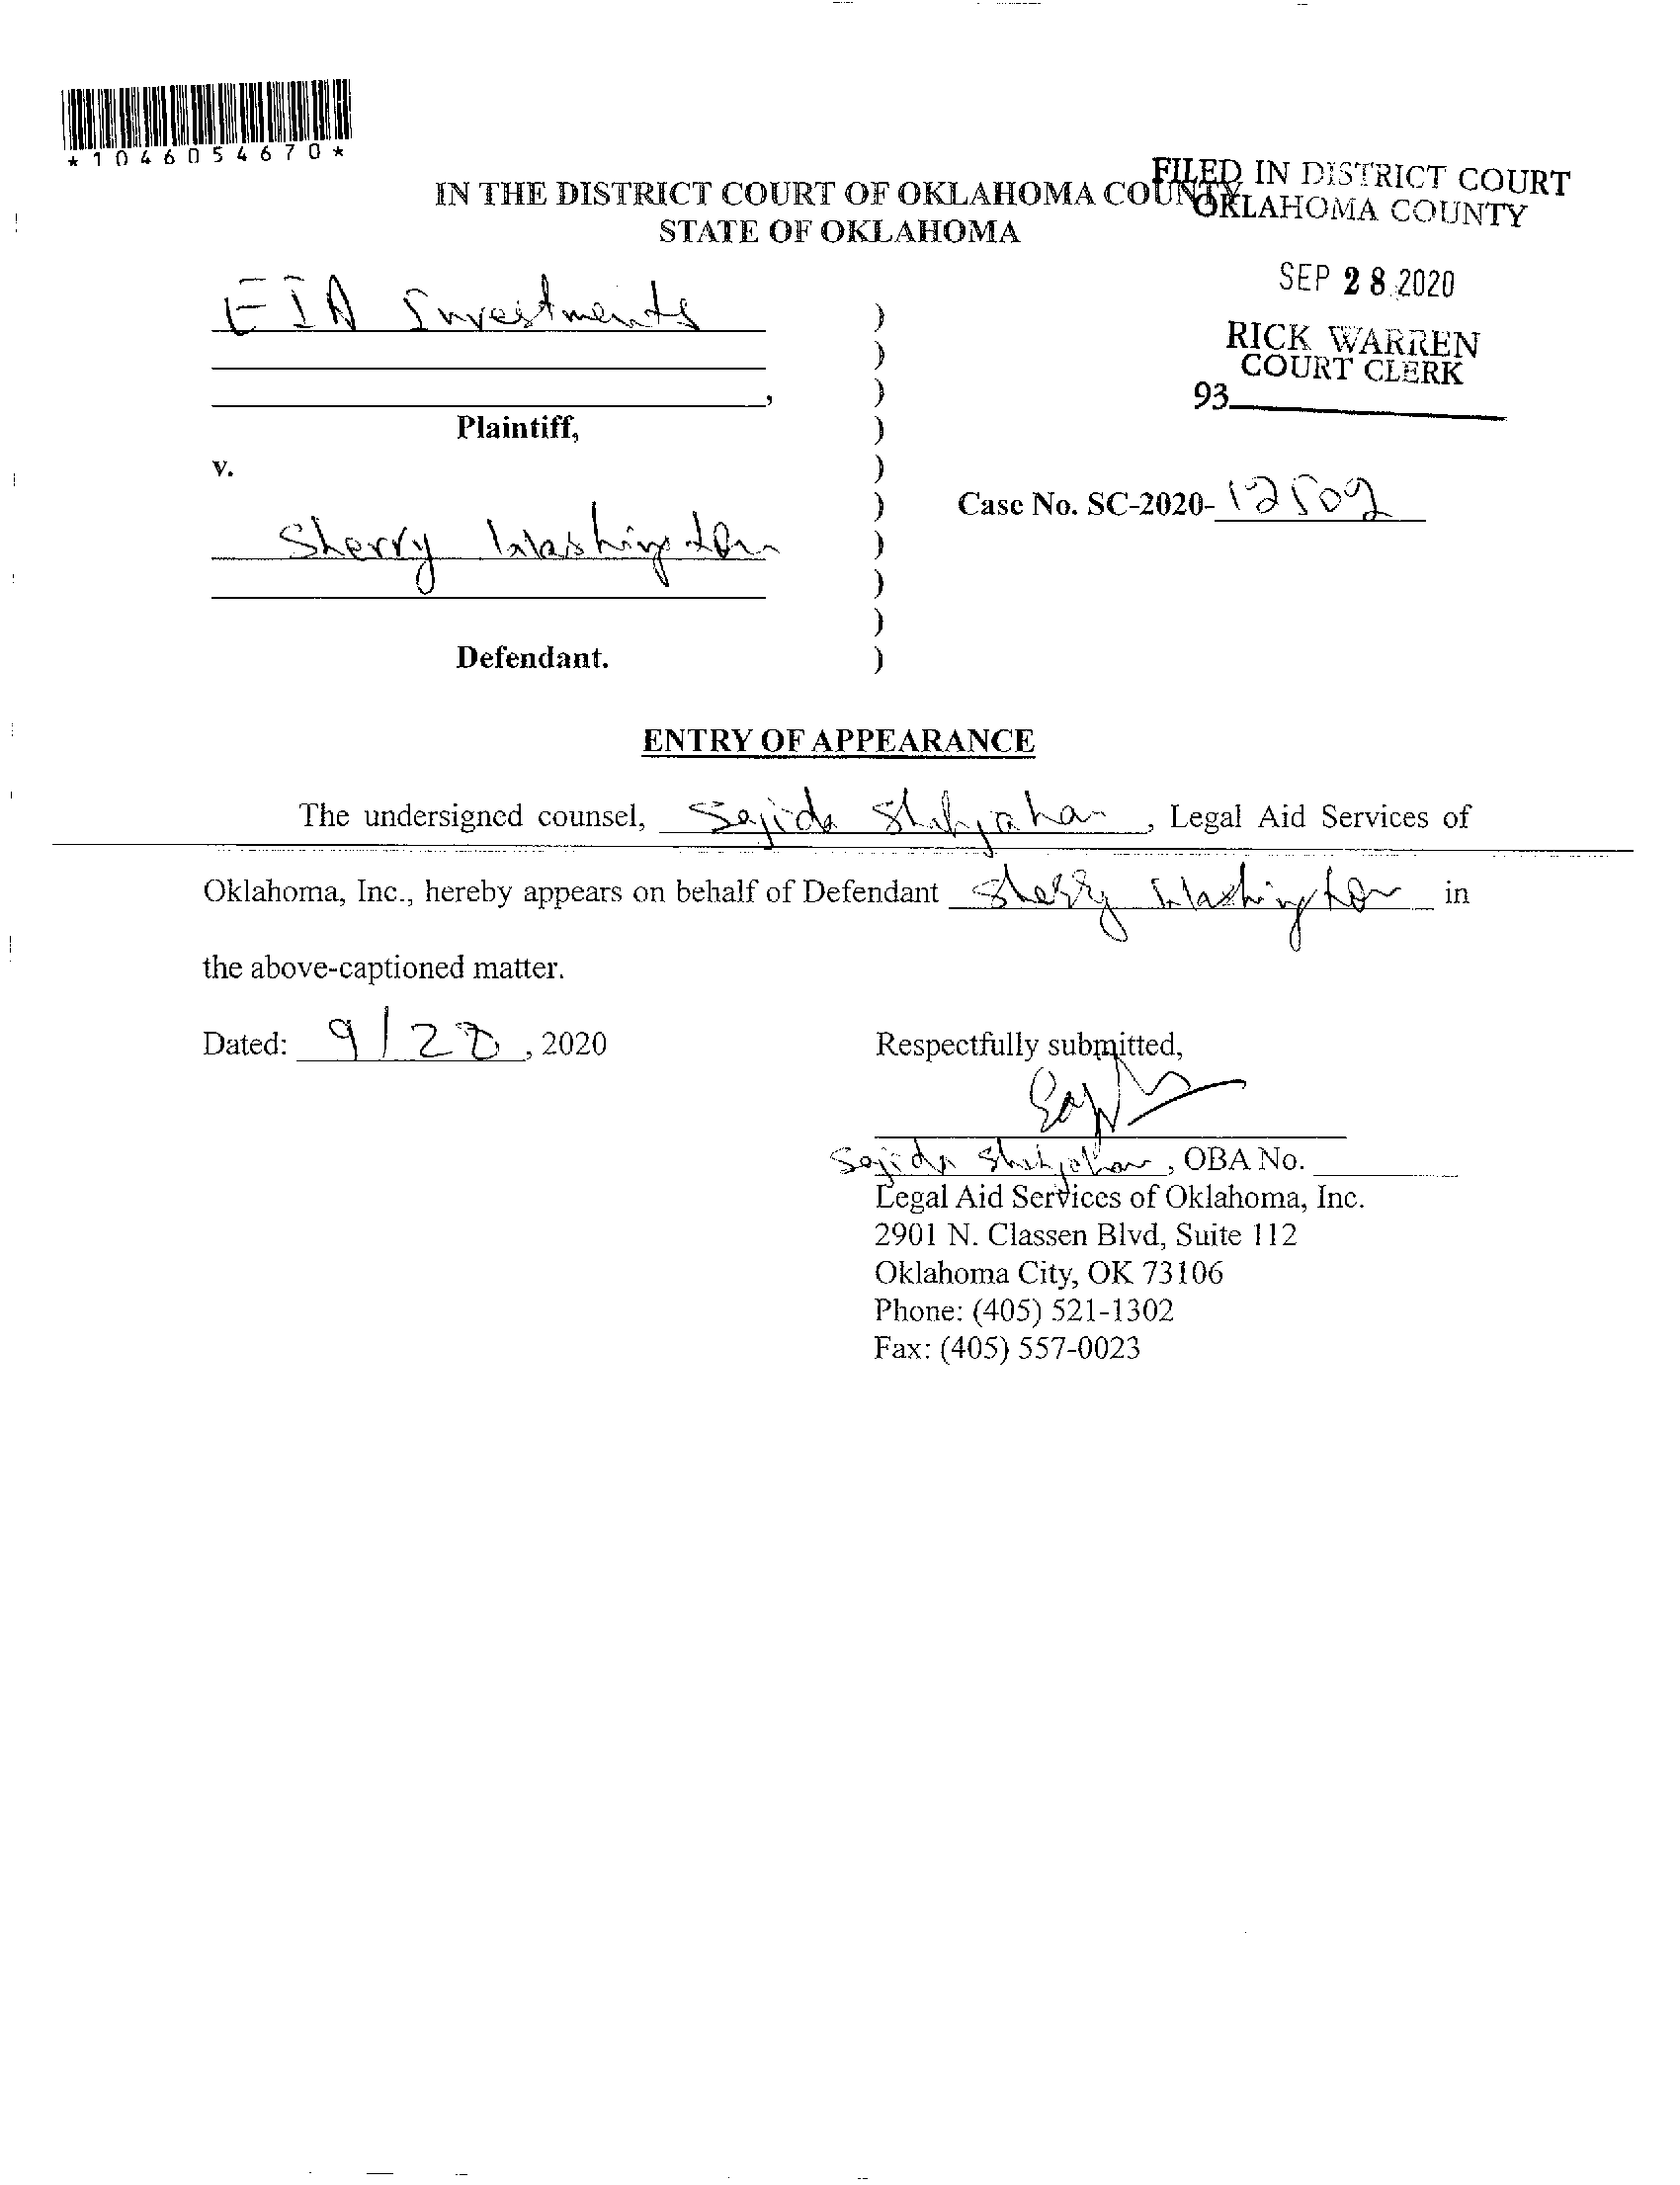 *1046054670*
FILED IN DISTRICT COURT
OKLAHOMA COUNTY
IN THE DISTRICT COURT OF OKLAHOMA COUNTY
STATE OF OKLAHOMA
SEP 28 2020
RICK WARREN
COURT CLERK
93
EIA Investments
,
Plaintiff,
v.
Case No. SC-2020-12509
Sherry Washington
Defendant.
)
)
)
)
)
)
)
)
)
)
ENTRY OF APPEARANCE
The undersigned counsel, Sajida Shahjahan, Legal Aid Services of
Oklahoma, Inc., hereby appears on behalf of Defendant Sherry Washington in
the above-captioned matter.
Dated: 9/28, 2020
Respectfully submitted,
Sajida Shahjahan, OBA No.
Legal Aid Services of Oklahoma, Inc.
2901 N. Classen Blvd, Suite 112
Oklahoma City, OK 73106
Phone: (405) 521-1302
Fax: (405) 557-0023